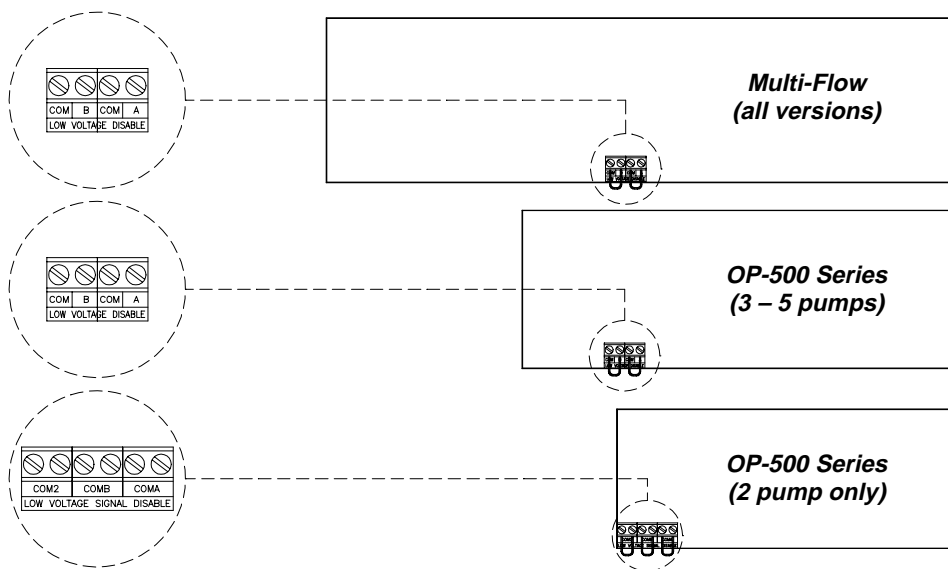 COM B COM A
LOW VOLTAGE DISABLE
Multi-Flow
(all versions)
COM B COM A
LOW VOLTAGE DISABLE
OP-500 Series
(3 – 5 pumps)
COM2 COMB COMA
LOW VOLTAGE SIGNAL DISABLE
OP-500 Series
(2 pump only)